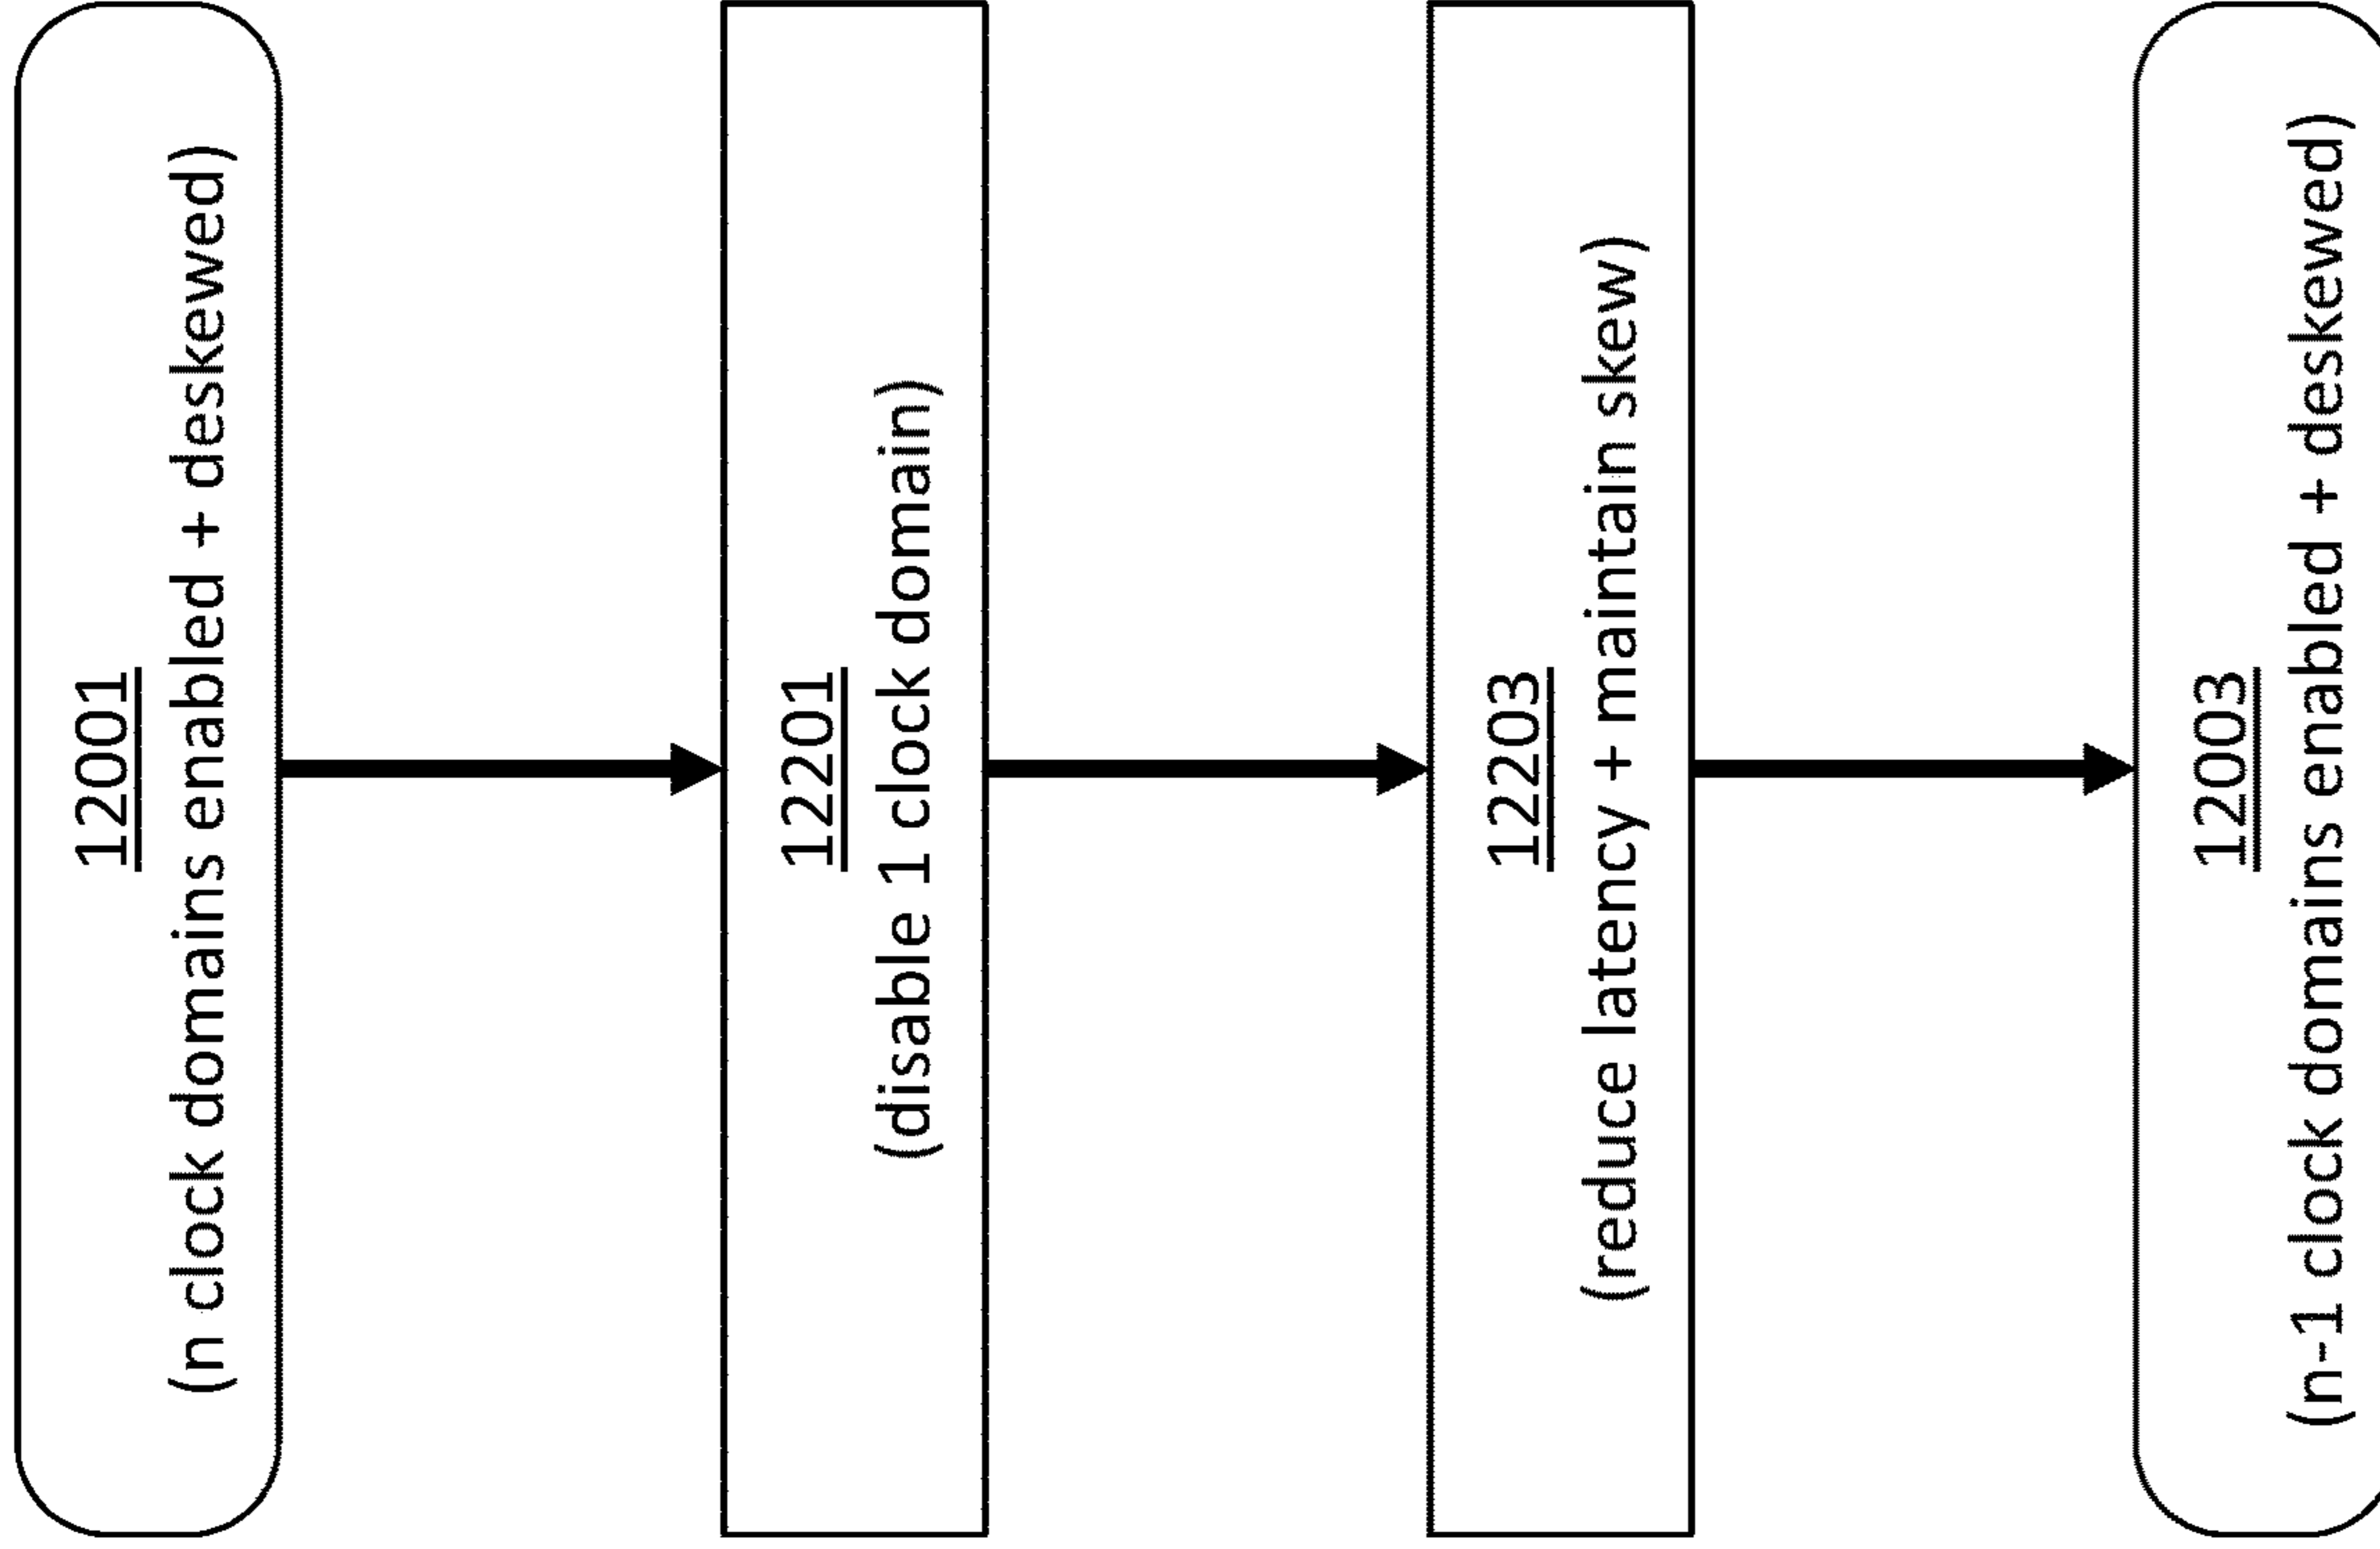 12001
(n clock domains enabled + deskewed)
12201
(disable 1 clock domain)
12203
(reduce latency + maintain skew)
12003
(n-1 clock domains enabled + deskewed)